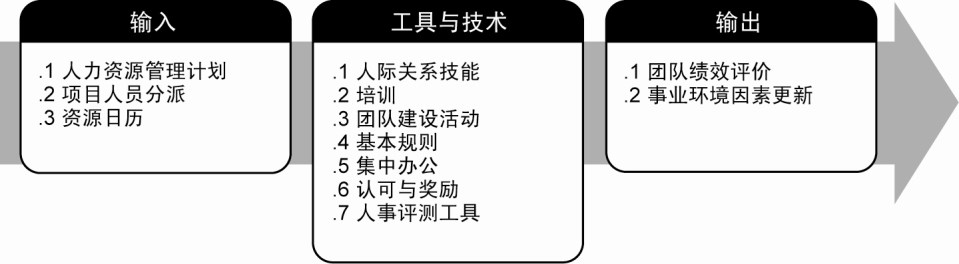 输入
.1 人力资源管理计划
.2 项目人员分派
.3 资源日历
工具与技术
.1 人际关系技能
.2 培训
.3 团队建设活动
.4 基本规则
.5 集中办公
.6 认可与奖励
.7 人事评测工具
输出
.1 团队绩效评价
.2 事业环境因素更新